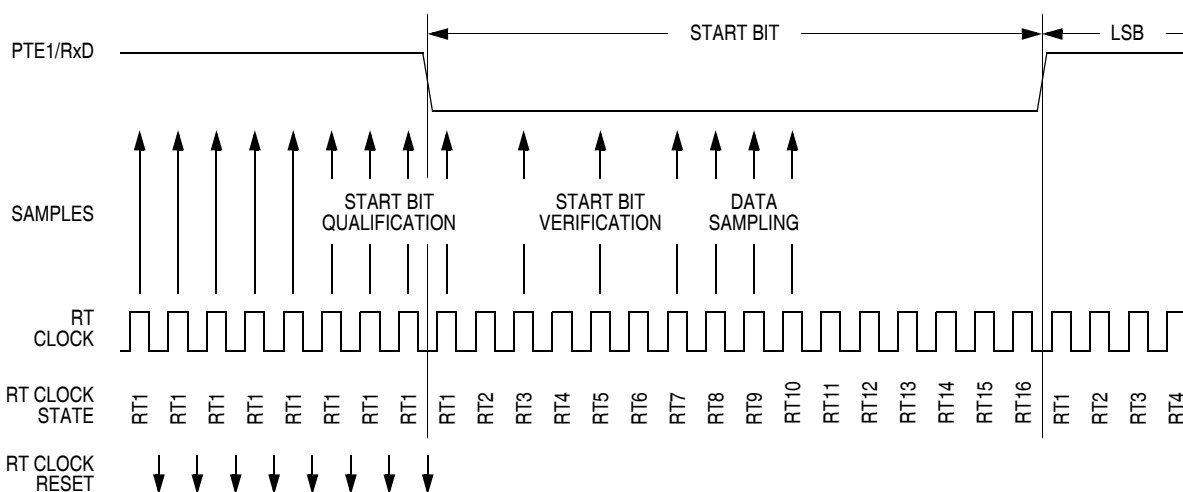 START BIT
LSB
PTE1/RxD
SAMPLES
START BIT
QUALIFICATION
START BIT
VERIFICATION
DATA
SAMPLING
RT
CLOCK
RT CLOCK
STATE
RT1 RT1 RT1 RT1 RT1 RT1 RT1 RT1 RT1 RT2 RT3 RT4 RT5 RT6 RT7 RT8 RT9 RT10 RT11 RT12 RT13 RT14 RT15 RT16 RT1 RT2 RT3 RT4
RT CLOCK
RESET